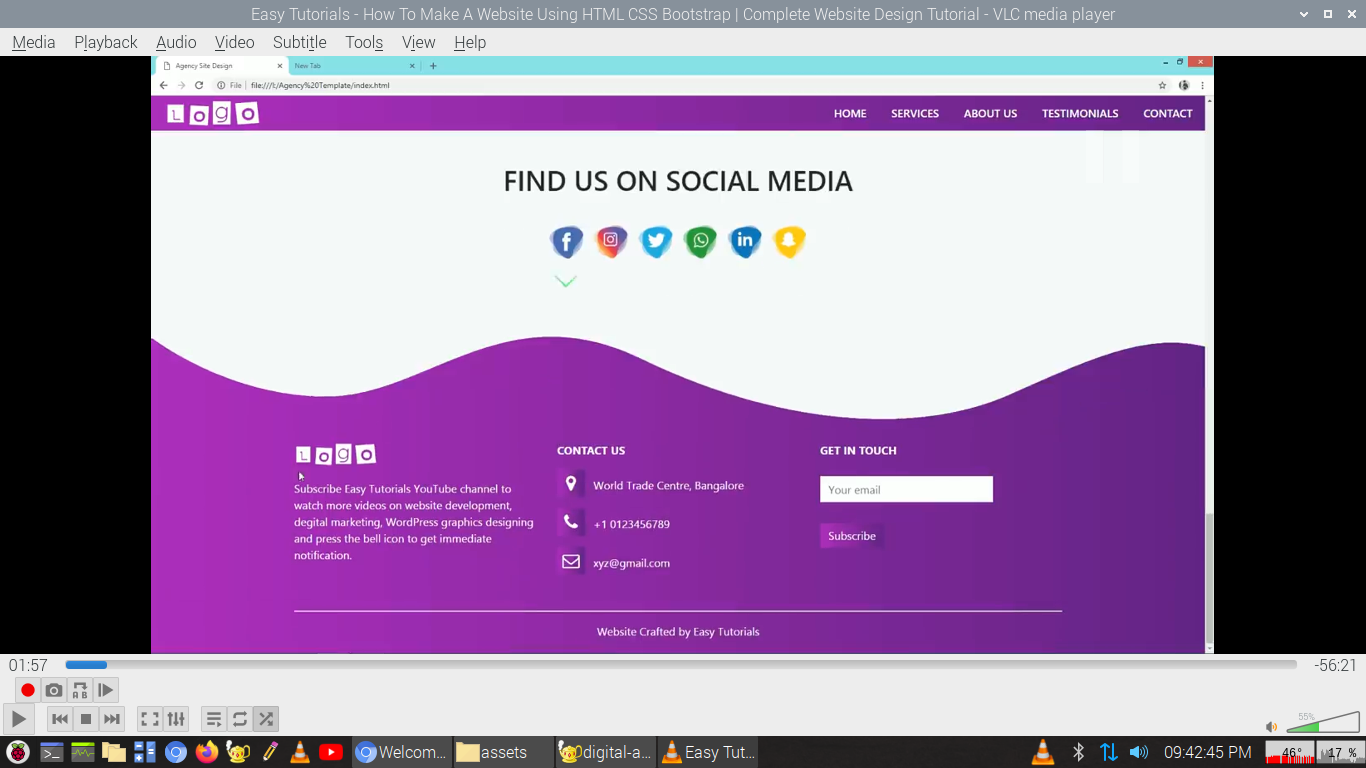 Easy Tutorials - How To Make A Website Using HTML CSS Bootstrap | Complete Website Design Tutorial - VLC media player
Media Playback Audio Video Subtitle Tools View Help
Agency Site Design New Tab
File file:///I:/Agency%20Template/index.html
LOgO HOME SERVICES ABOUT US TESTIMONIALS CONTACT
FIND US ON SOCIAL MEDIA
LOgO
Subscribe Easy Tutorials YouTube channel to
watch more videos on website development,
degital marketing, WordPress graphics designing
and press the bell icon to get immediate
notification.
CONTACT US
World Trade Centre, Bangalore
+1 0123456789
xyz@gmail.com
GET IN TOUCH
Your email
Subscribe
Website Crafted by Easy Tutorials
01:57 -56:21
A B
55%
Welcom... assets digital-a... Easy Tut... 09:42:45 PM 46° 17 %